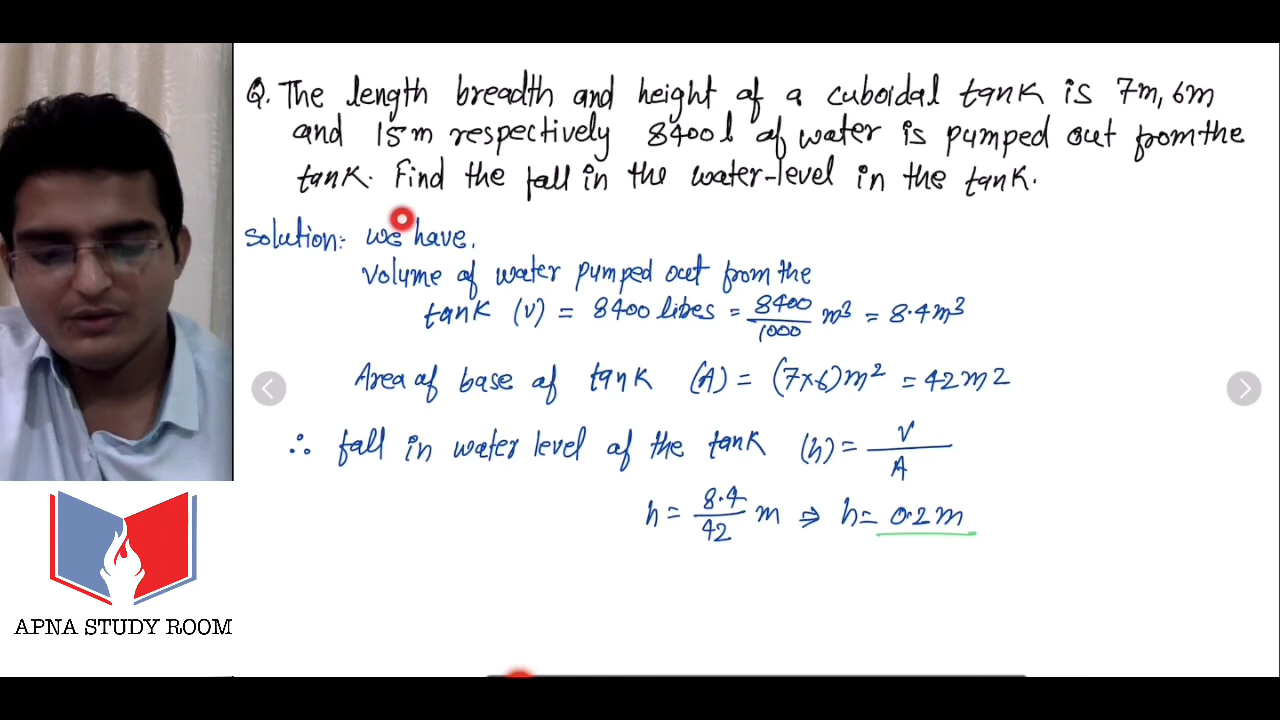 Q. The length breadth and height of a cuboidal tank is 7m, 6m
and 15m respectively 8400l of water is pumped out from the
tank. Find the fall in the water-level in the tank.
Solution: we have,
Volume of water pumped out from the
tank (V) = 8400 litres = 8400/1000 m³ = 8.4m³
Area of base of tank (A) = (7×6)m² = 42m2
∴ fall in water level of the tank (h) = V/A
h = 8.4/42 m ⇒ h= 0.2m
APNA STUDY ROOM